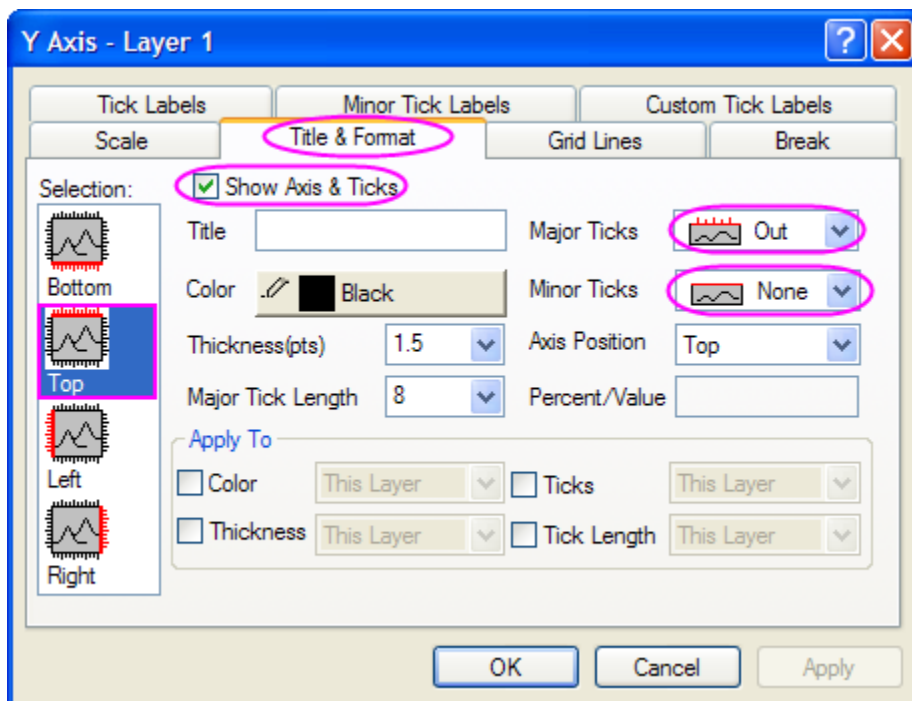 Y Axis - Layer 1
Tick Labels Minor Tick Labels Custom Tick Labels
Scale Title & Format Grid Lines Break
Selection:
Bottom
Top
Left
Right
Show Axis & Ticks
Title Major Ticks Out
Color Black Minor Ticks None
Thickness(pts) 1.5 Axis Position Top
Major Tick Length 8 Percent/Value
Apply To
Color This Layer Ticks This Layer
Thickness This Layer Tick Length This Layer
OK Cancel Apply